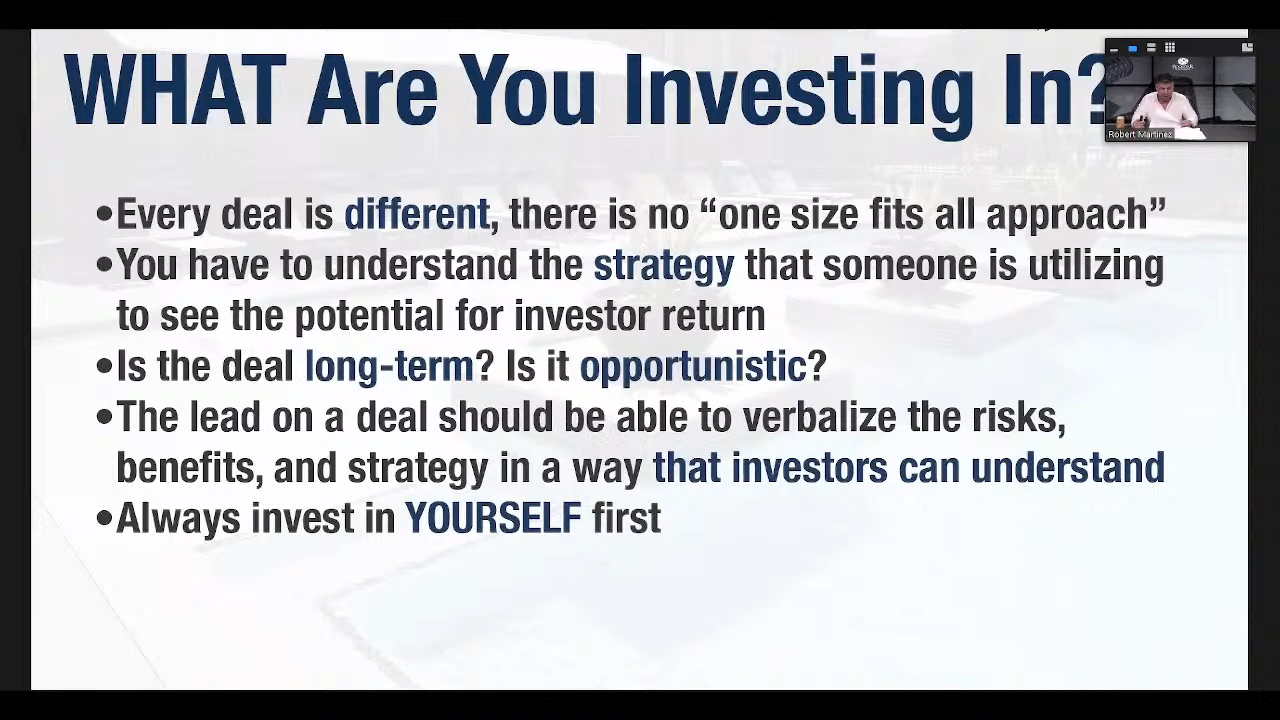 WHAT Are You Investing In?
Robert Martinez
•Every deal is different, there is no “one size fits all approach”
•You have to understand the strategy that someone is utilizing
to see the potential for investor return
•Is the deal long-term? Is it opportunistic?
•The lead on a deal should be able to verbalize the risks,
benefits, and strategy in a way that investors can understand
•Always invest in YOURSELF first